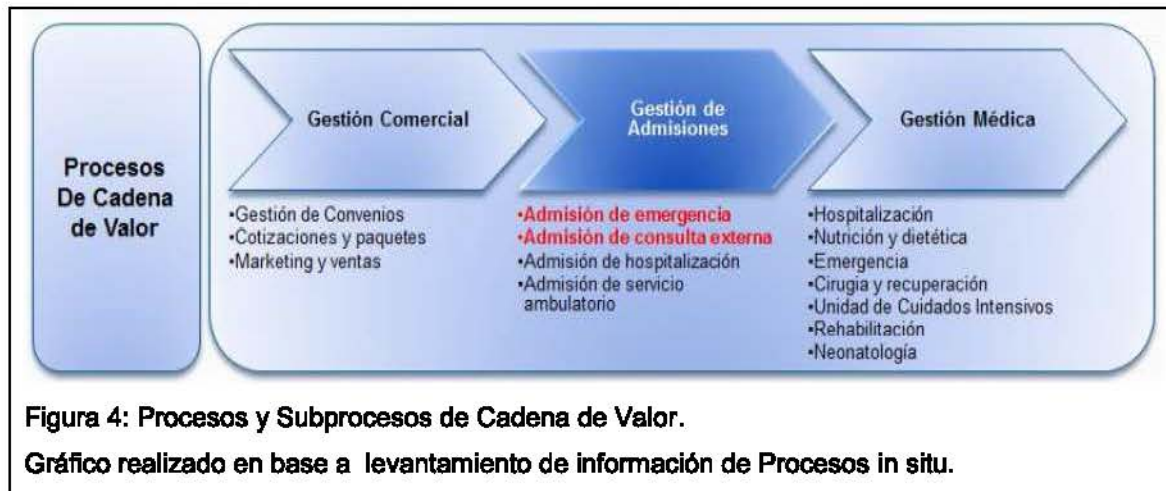 Procesos
De Cadena
de Valor
Gestión Comercial
•Gestión de Convenios
•Cotizaciones y paquetes
•Marketing y ventas
Gestión de
Admisiones
•Admisión de emergencia
•Admisión de consulta externa
•Admisión de hospitalización
•Admisión de servicio
ambulatorio
Gestión Médica
•Hospitalización
•Nutrición y dietética
•Emergencia
•Cirugia y recuperación
•Unidad de Cuidados Intensivos
•Rehabilitación
•Neonatología
Figura 4: Procesos y Subprocesos de Cadena de Valor.
Gráfico realizado en base a levantamiento de información de Procesos in situ.